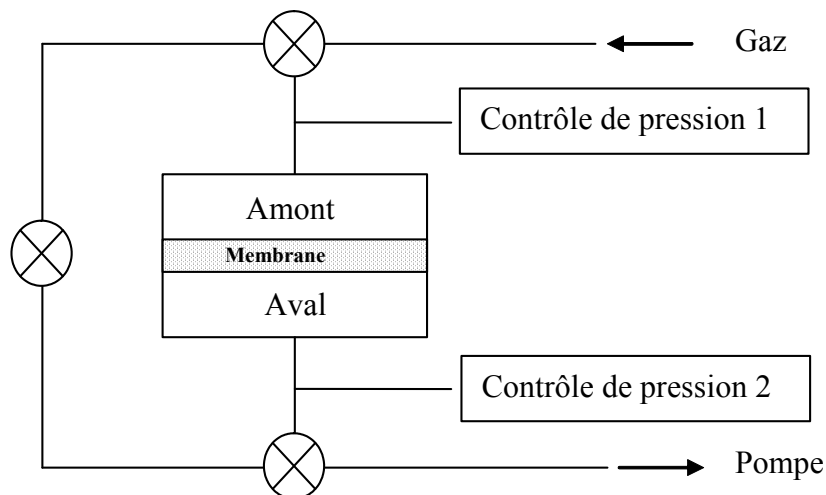 Gaz
Contrôle de pression 1
Amont
Membrane
Aval
Contrôle de pression 2
Pompe